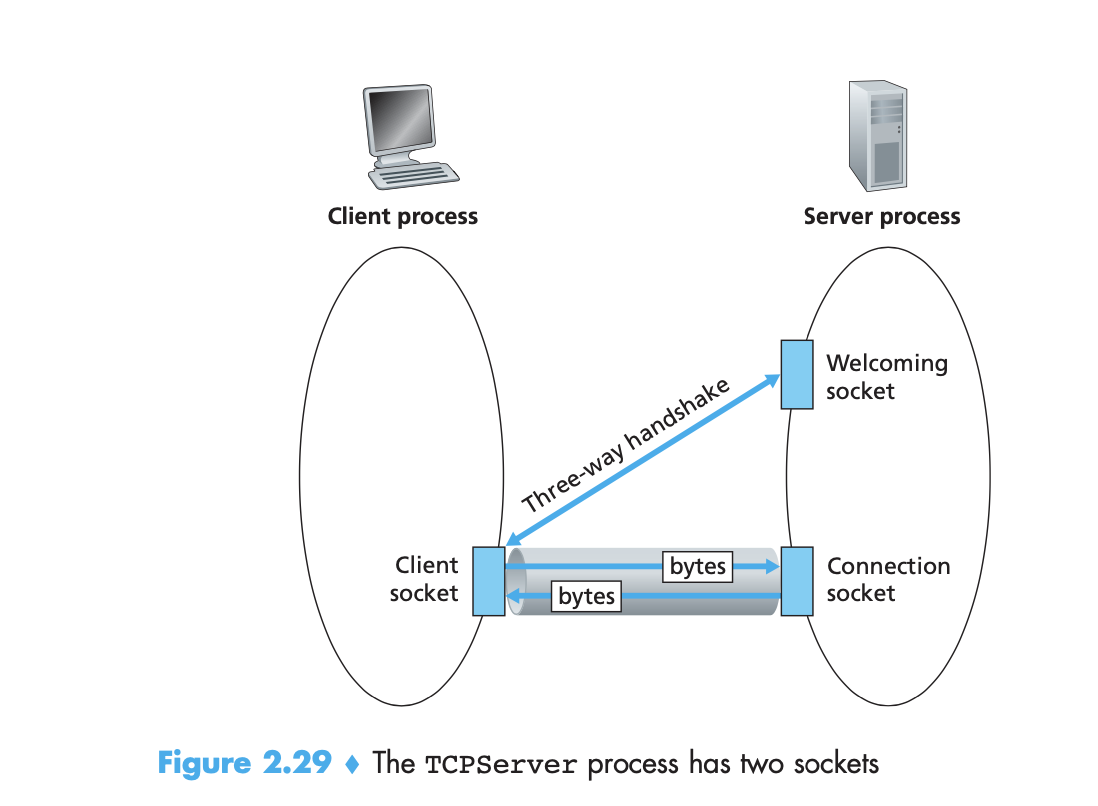 Client process
Server process
Welcoming
socket
Three-way handshake
Client
socket
bytes
bytes
Connection
socket
Figure 2.29 ♦ The TCPServer process has two sockets